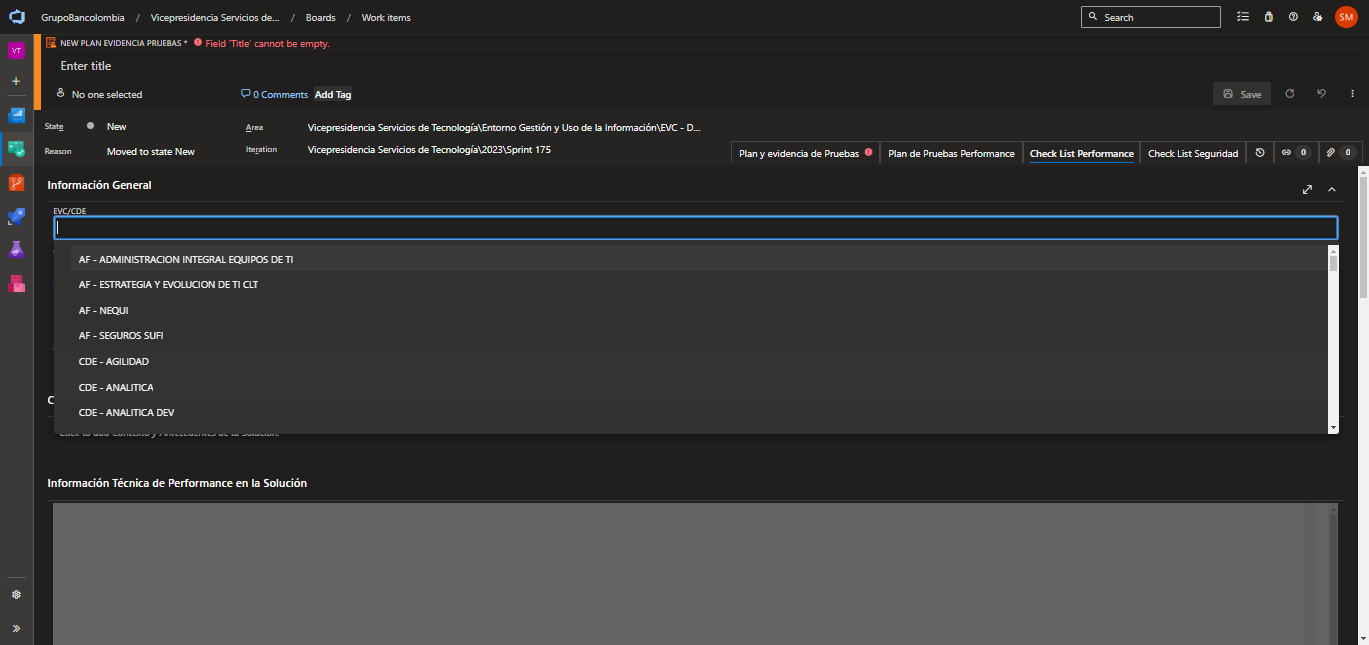 GrupoBancolombia / Vicepresidencia Servicios de... / Boards / Work items
Search
SM
VT
NEW PLAN EVIDENCIA PRUEBAS * Field 'Title' cannot be empty.
Enter title
No one selected
0 Comments
Add Tag
Save
State
New
Area
Vicepresidencia Servicios de Tecnología\Entorno Gestión y Uso de la Información\EVC - D...
Reason
Moved to state New
Iteration
Vicepresidencia Servicios de Tecnología\2023\Sprint 175
Plan y evidencia de Pruebas
Plan de Pruebas Performance
Check List Performance
Check List Seguridad
0
0
Información General
EVC/CDE
AF - ADMINISTRACION INTEGRAL EQUIPOS DE TI
AF - ESTRATEGIA Y EVOLUCION DE TI CLT
AF - NEQUI
AF - SEGUROS SUFI
CDE - AGILIDAD
CDE - ANALITICA
CDE - ANALITICA DEV
Click to add Contexto y Antecedentes de la Solución.
Información Técnica de Performance en la Solución